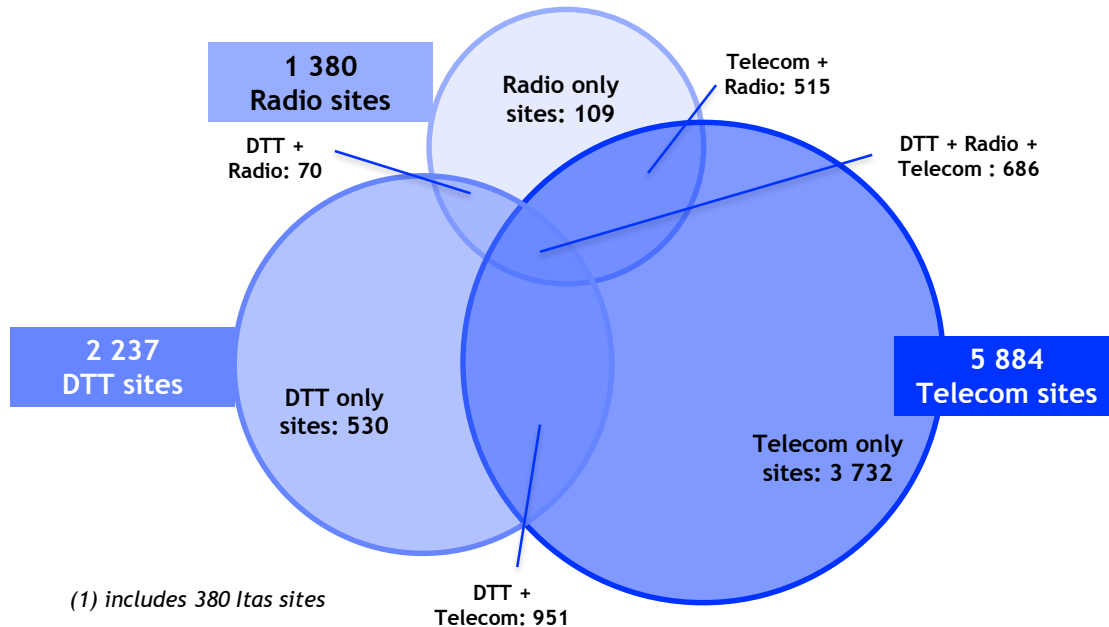 1 380
Radio sites
Radio only
sites: 109
Telecom +
Radio: 515
DTT +
Radio: 70
DTT + Radio +
Telecom : 686
2 237
DTT sites
5 884
Telecom sites
DTT only
sites: 530
Telecom only
sites: 3 732
DTT +
Telecom: 951
(1) includes 380 Itas sites